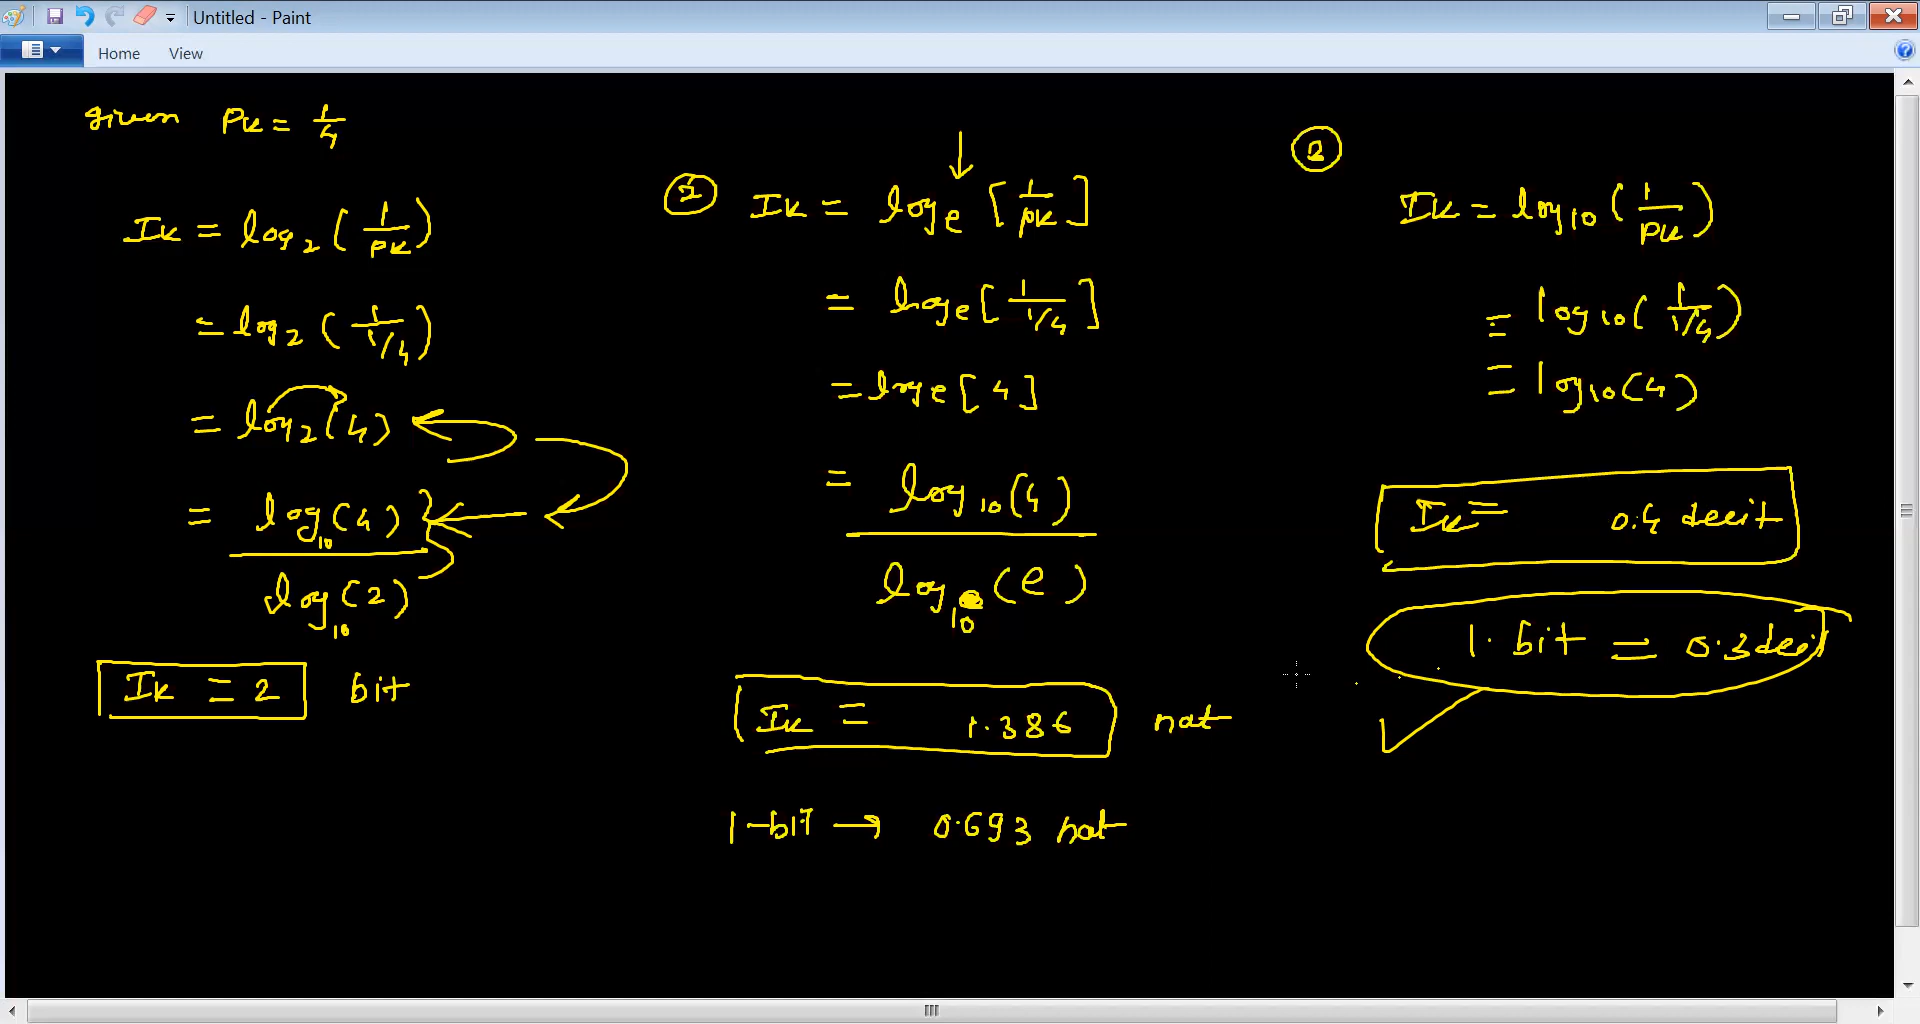 Untitled - Paint
Home View
given Pk = 1/4
Ik = log₂ (1/Pk)
= log₂ (1/1/4)
= log₂ (4)
= log₁₀(4)
log₁₀(2)
Ik = 2 bit
1 Ik = logₑ [1/Pk]
= logₑ [1/1/4]
= logₑ [4]
= log₁₀(4)
log₁₀(e)
Ik = 1.386 nat
1-bit → 0.693 nat
2
Ik = log₁₀ (1/Pk)
= log₁₀ (1/1/4)
= log₁₀(4)
Ik = 0.4 decit
1. bit = 0.3 decit